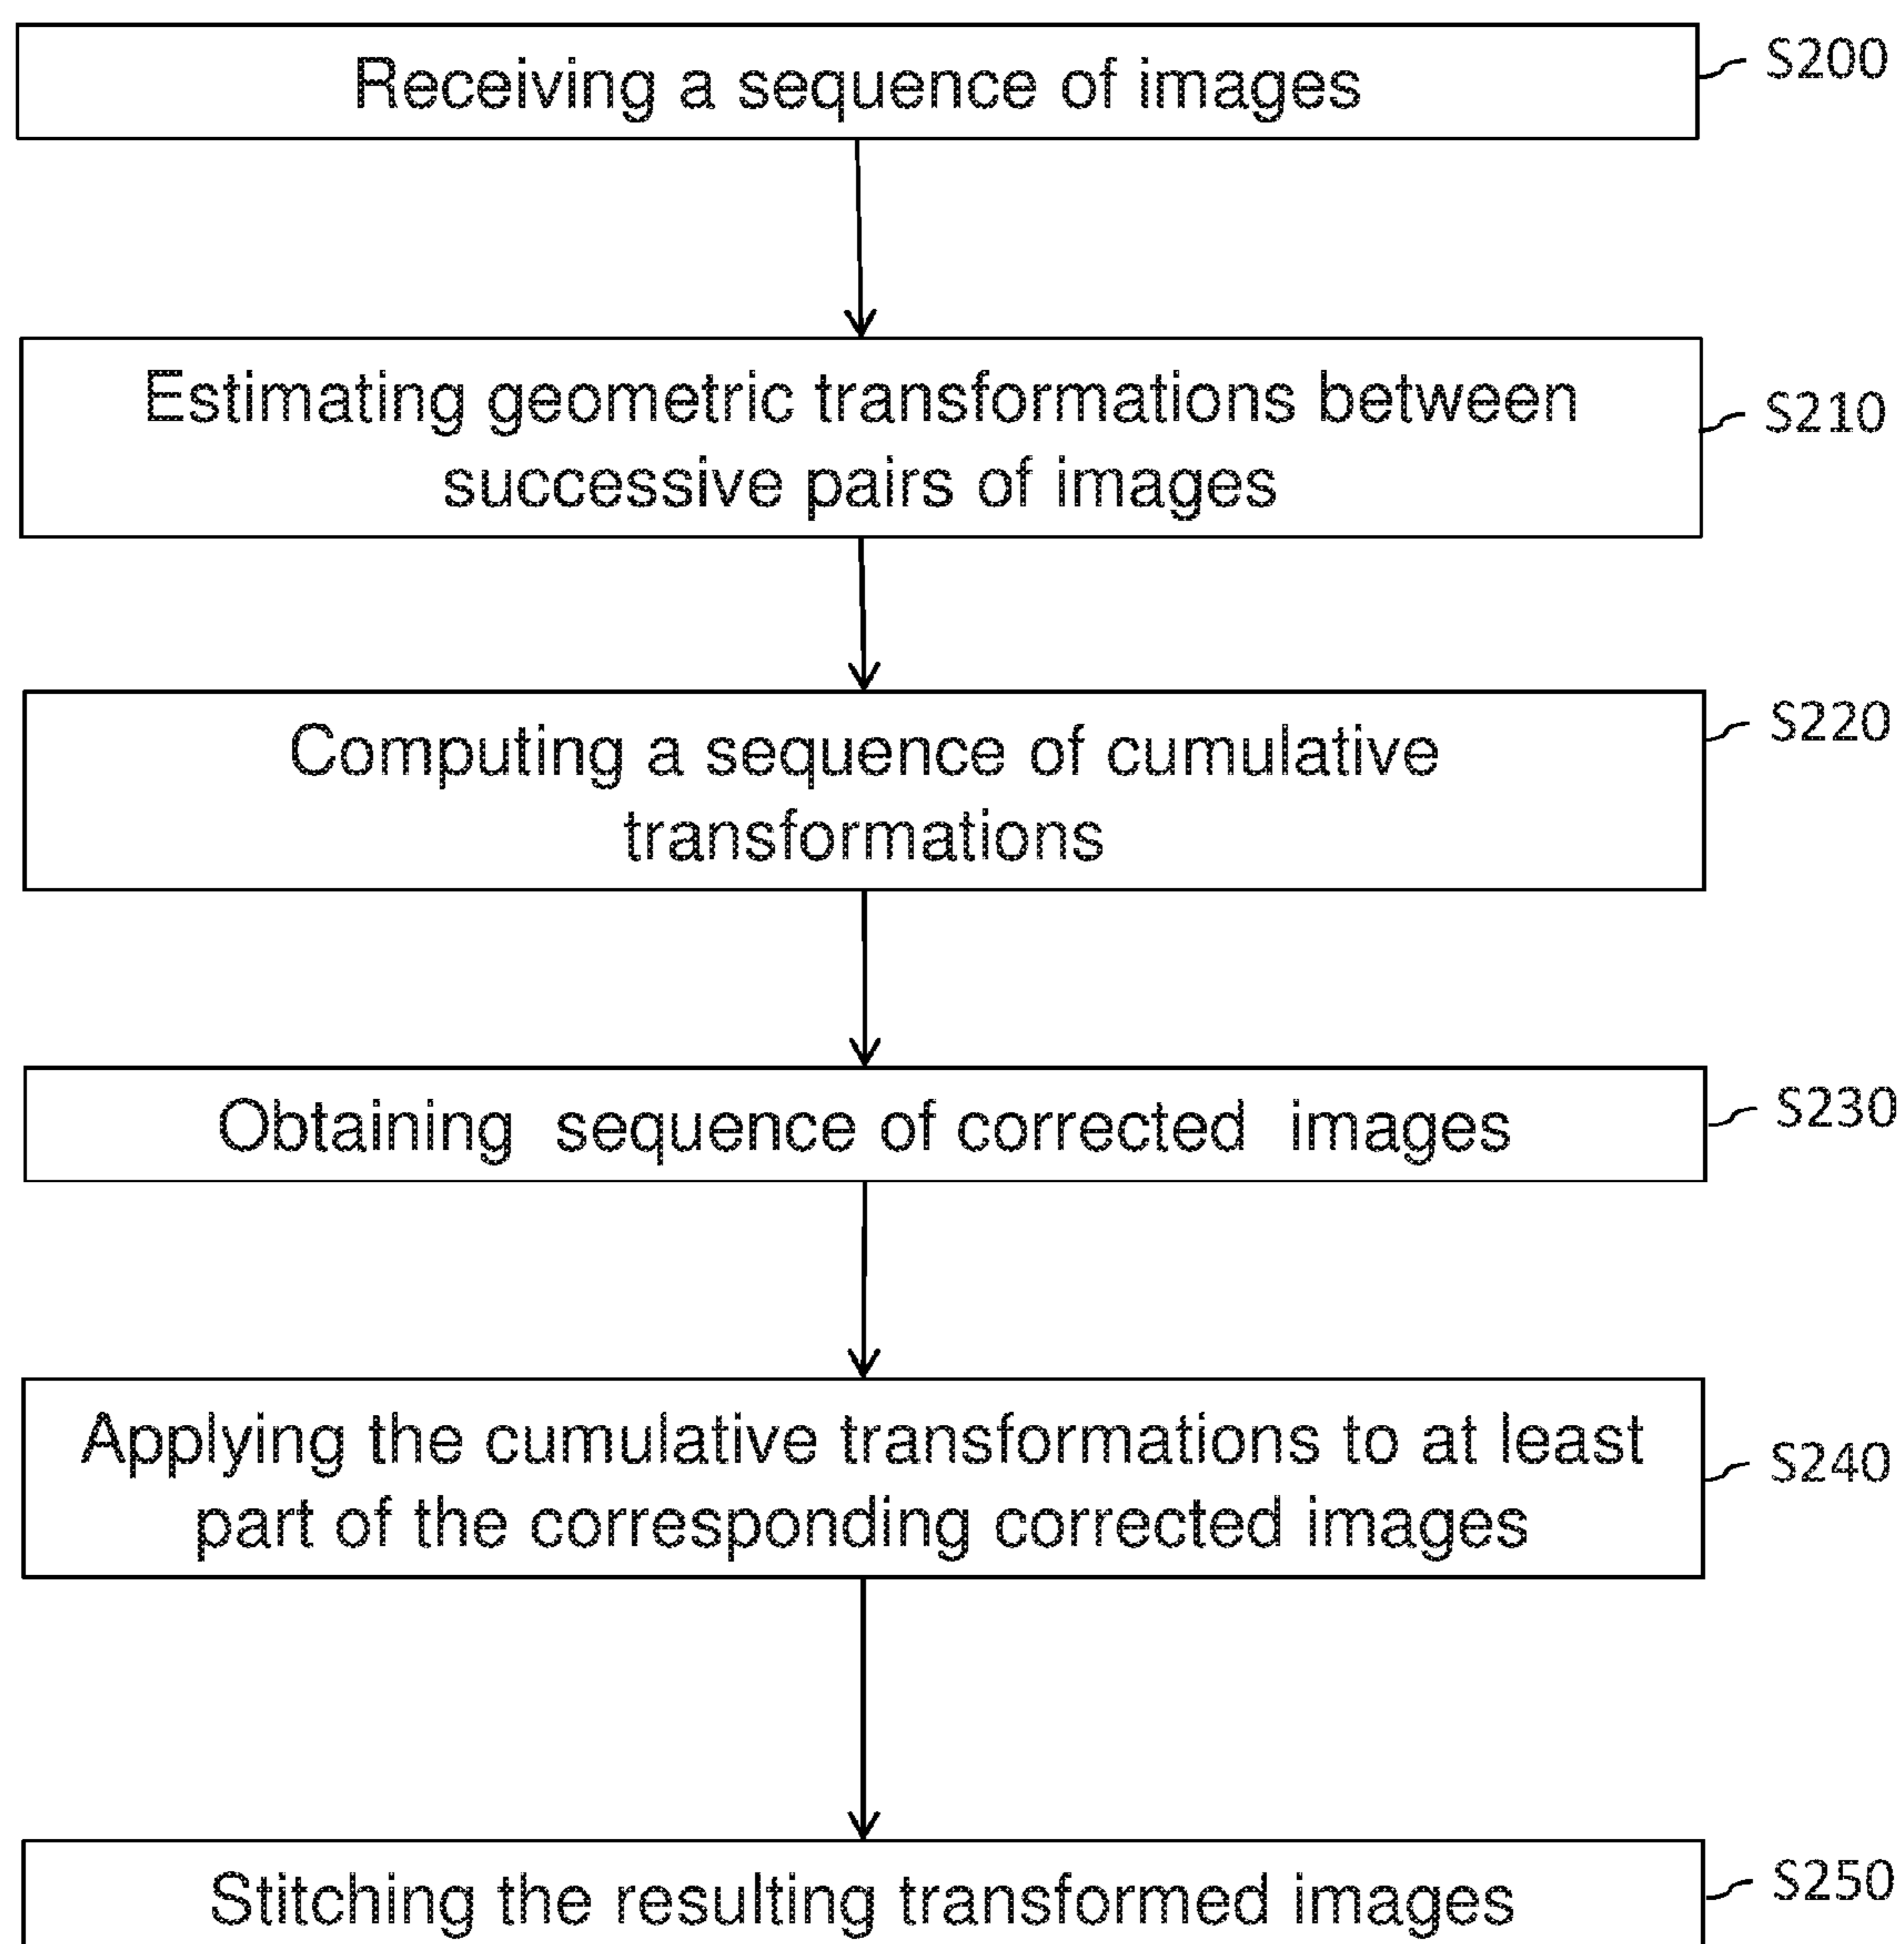 Receiving a sequence of images
S200
Estimating geometric transformations between
successive pairs of images
S210
Computing a sequence of cumulative
transformations
S220
Obtaining sequence of corrected images
S230
Applying the cumulative transformations to at least
part of the corresponding corrected images
S240
Stitching the resulting transformed images
S250